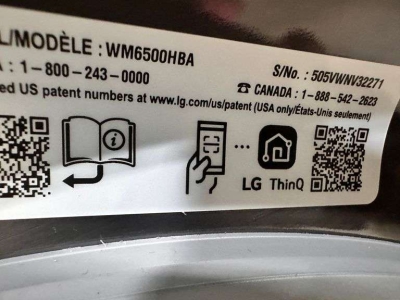 L/MODÈLE : WM6500HBA
S/No. : 505VWNV32271
A : 1-800-243-0000
☎ CANADA : 1-888-542-2623
ed US patent numbers at www.lg.com/us/patent (USA only/États-Unis seulement)
LG ThinQ